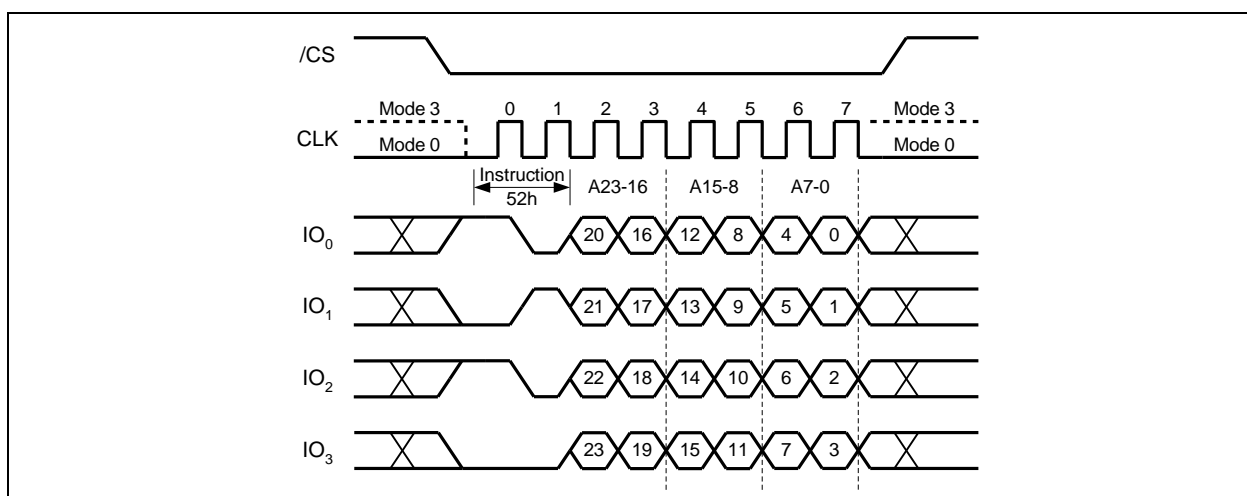 /CS
Mode 3 0 1 2 3 4 5 6 7 Mode 3
CLK
Mode 0 Mode 0
Instruction A23-16 A15-8 A7-0
52h
IO0 20 16 12 8 4 0
IO1 21 17 13 9 5 1
IO2 22 18 14 10 6 2
IO3 23 19 15 11 7 3